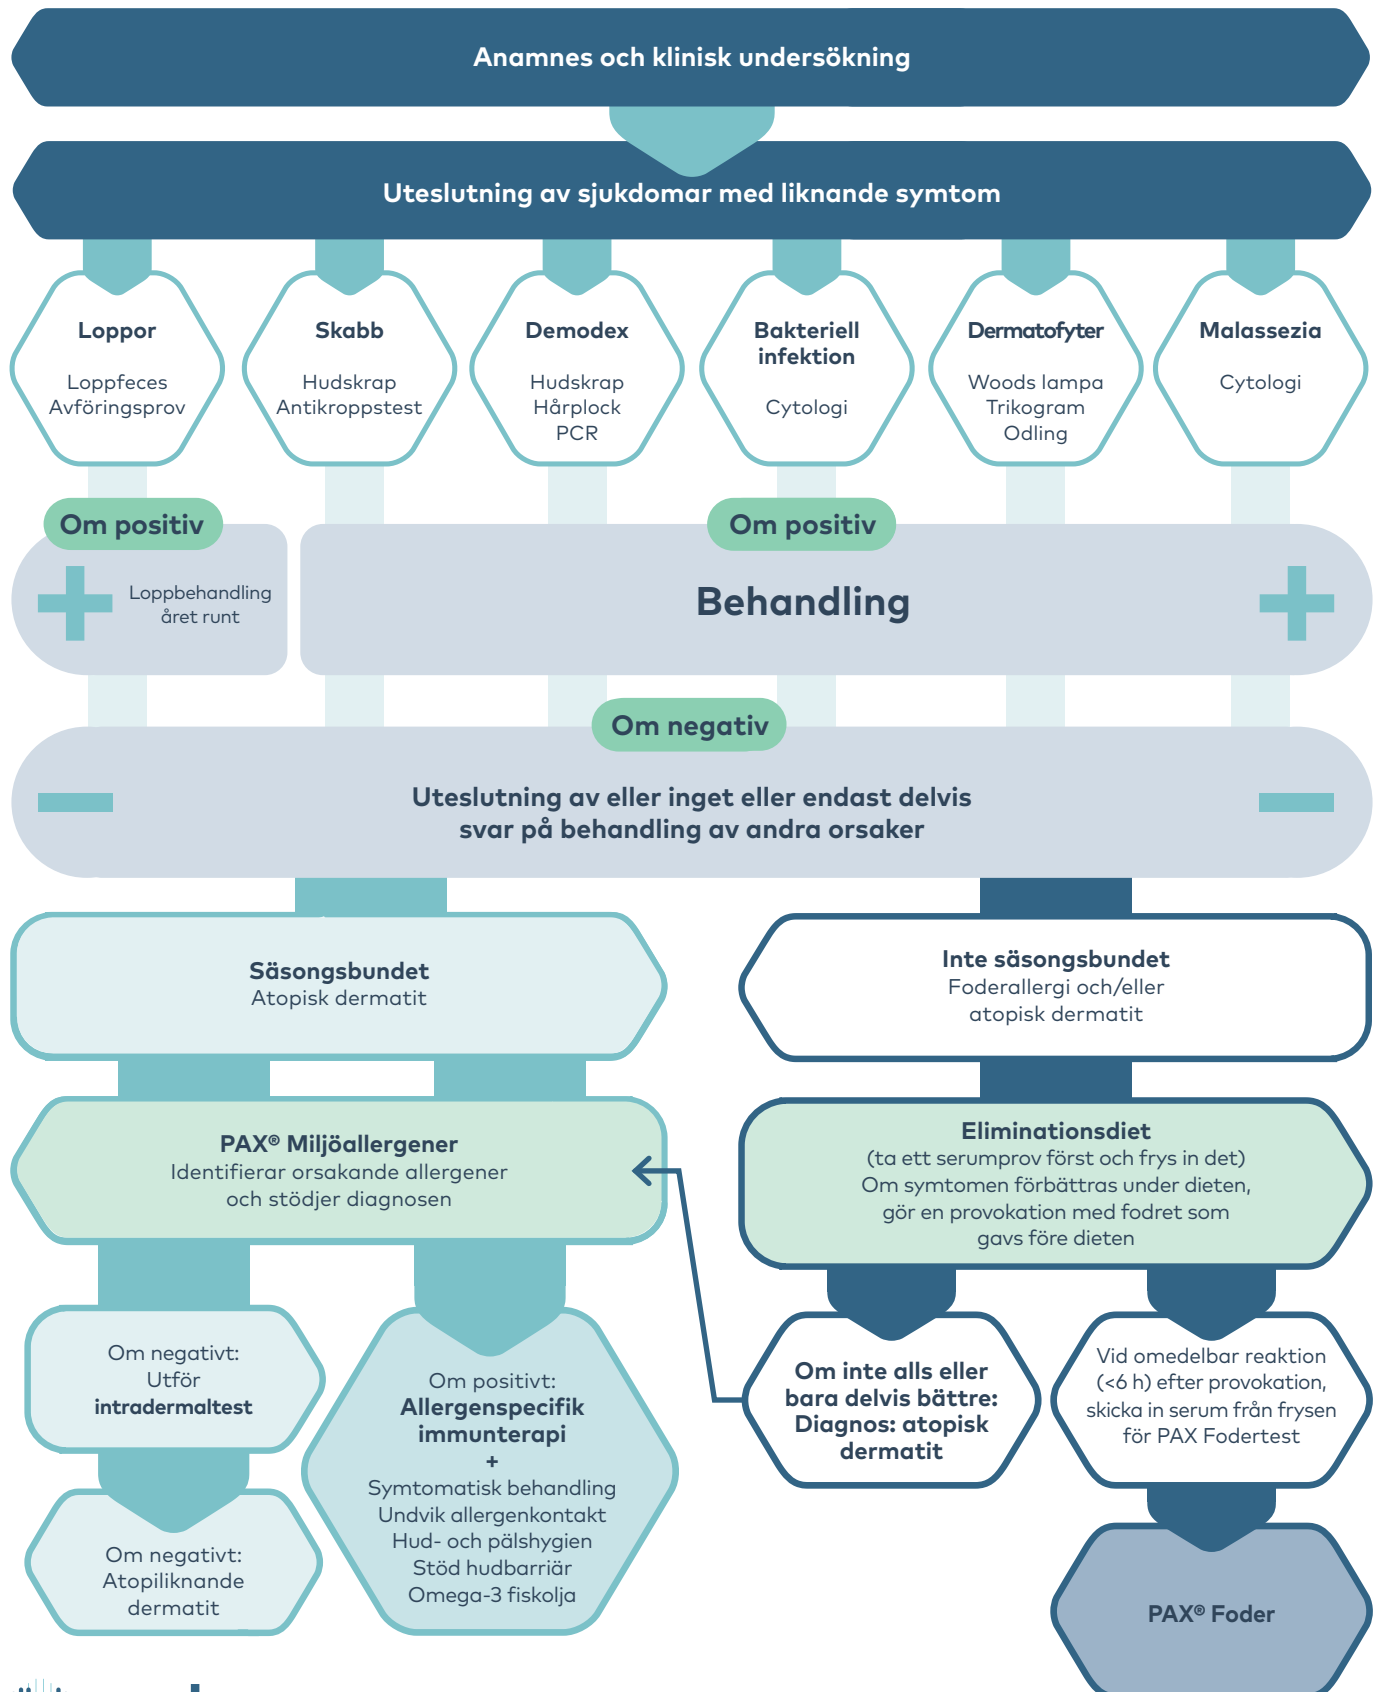 Anamnes och klinisk undersökning
Uteslutning av sjukdomar med liknande symtom
Loppor
Loppfeces
Avföringsprov
Skabb
Hudskrap
Antikroppstest
Demodex
Hudskrap
Hårplock
PCR
Bakteriell
infektion
Cytologi
Dermatofyter
Woods lampa
Trikogram
Odling
Malassezia
Cytologi
Om positiv
Loppbehandling
året runt
Om positiv
Behandling
Om negativ
Uteslutning av eller inget eller endast delvis
svar på behandling av andra orsaker
Säsongsbundet
Atopisk dermatit
Inte säsongsbundet
Foderallergi och/eller
atopisk dermatit
PAX® Miljöallergener
Identifierar orsakande allergener
och stödjer diagnosen
Eliminationsdiet
(ta ett serumprov först och frys in det)
Om symtomen förbättras under dieten,
gör en provokation med fodret som
gavs före dieten
Om negativt:
Utför
intradermaltest
Om positivt:
Allergenspecifik
immunterapi
+
Symtomatisk behandling
Undvik allergenkontakt
Hud- och pälshygien
Stöd hudbarriär
Omega-3 fiskolja
Om inte alls eller
bara delvis bättre:
Diagnos: atopisk
dermatit
Vid omedelbar reaktion
(<6 h) efter provokation,
skicka in serum från frysen
för PAX Fodertest
Om negativt:
Atopiliknande
dermatit
PAX® Foder